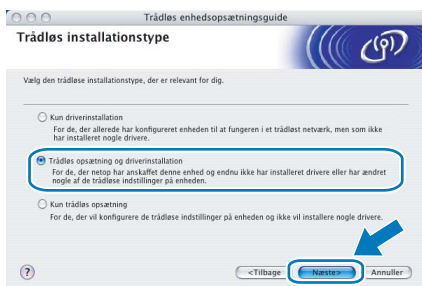 Trådløs enhedsopsætningsguide
Trådløs installationstype
Vælg den trådløse installationstype, der er relevant for dig.
Kun driverinstallation
For de, der allerede har konfigureret enheden til at fungeren i et trådløst netværk, men som ikke
har installeret nogle drivere.
Trådløs opsætning og driverinstallation
For de, der netop har anskaffet denne enhed og endnu ikke har installeret drivere eller har ændret
nogle af de trådløse indstillinger på enheden.
Kun trådløs opsætning
For de, der vil konfigurere de trådløse indstillinger på enheden og ikke vil installere nogle drivere.
?
<Tilbage
Næste>
Annuller